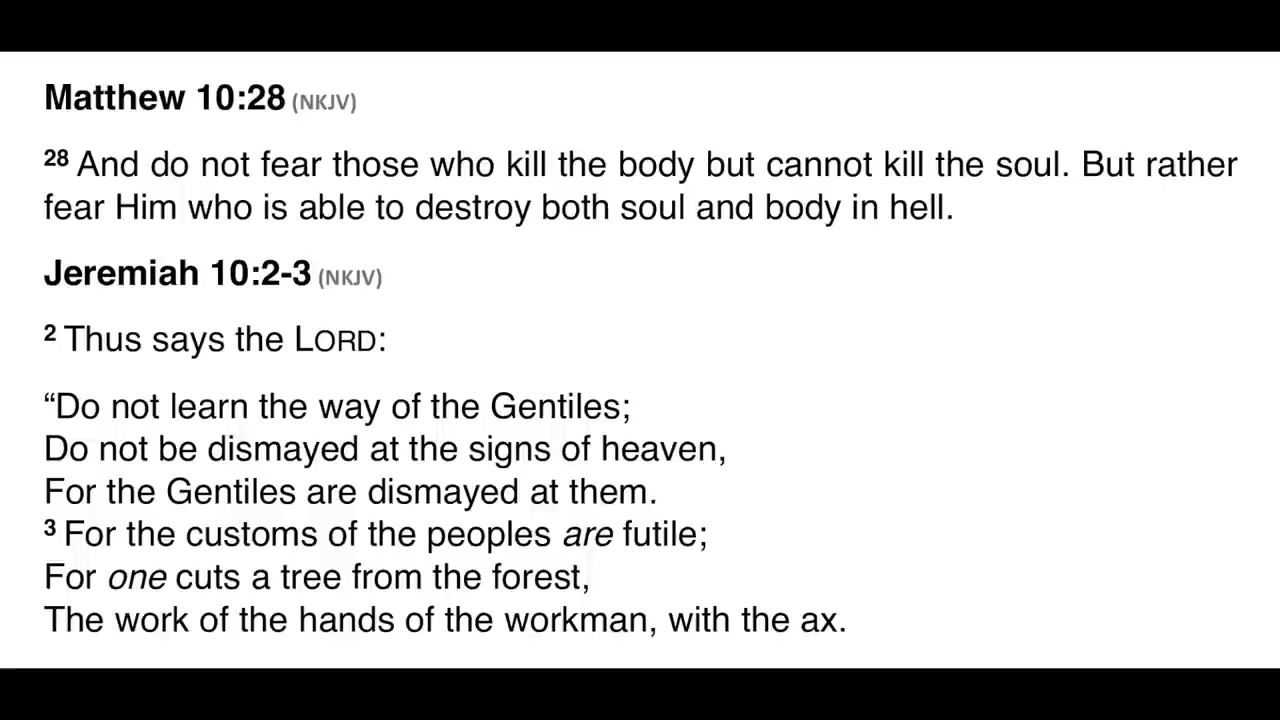 Matthew 10:28 (NKJV)
28 And do not fear those who kill the body but cannot kill the soul. But rather
fear Him who is able to destroy both soul and body in hell.
Jeremiah 10:2-3 (NKJV)
2 Thus says the LORD:
“Do not learn the way of the Gentiles;
Do not be dismayed at the signs of heaven,
For the Gentiles are dismayed at them.
3 For the customs of the peoples are futile;
For one cuts a tree from the forest,
The work of the hands of the workman, with the ax.